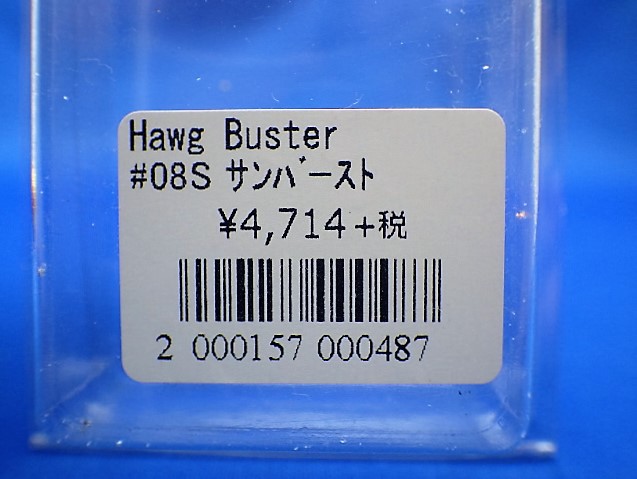 Hawg Buster
#08S ｻﾝﾊﾞｰｽﾄ
¥4,714+税
2 000157 000487